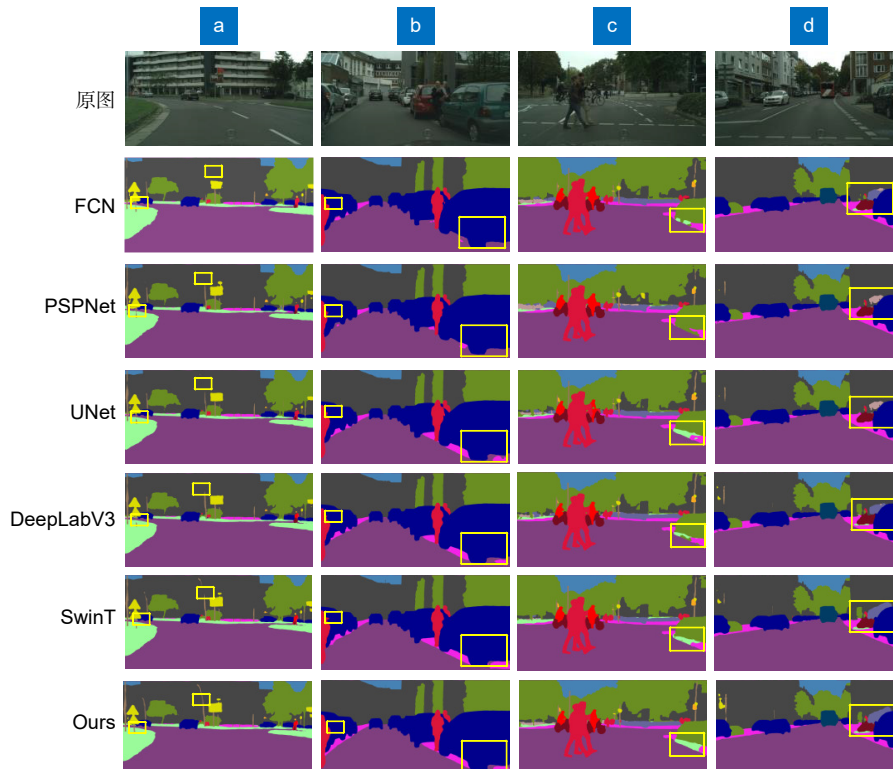 a b c d
原图
FCN
PSPNet
UNet
DeepLabV3
SwinT
Ours